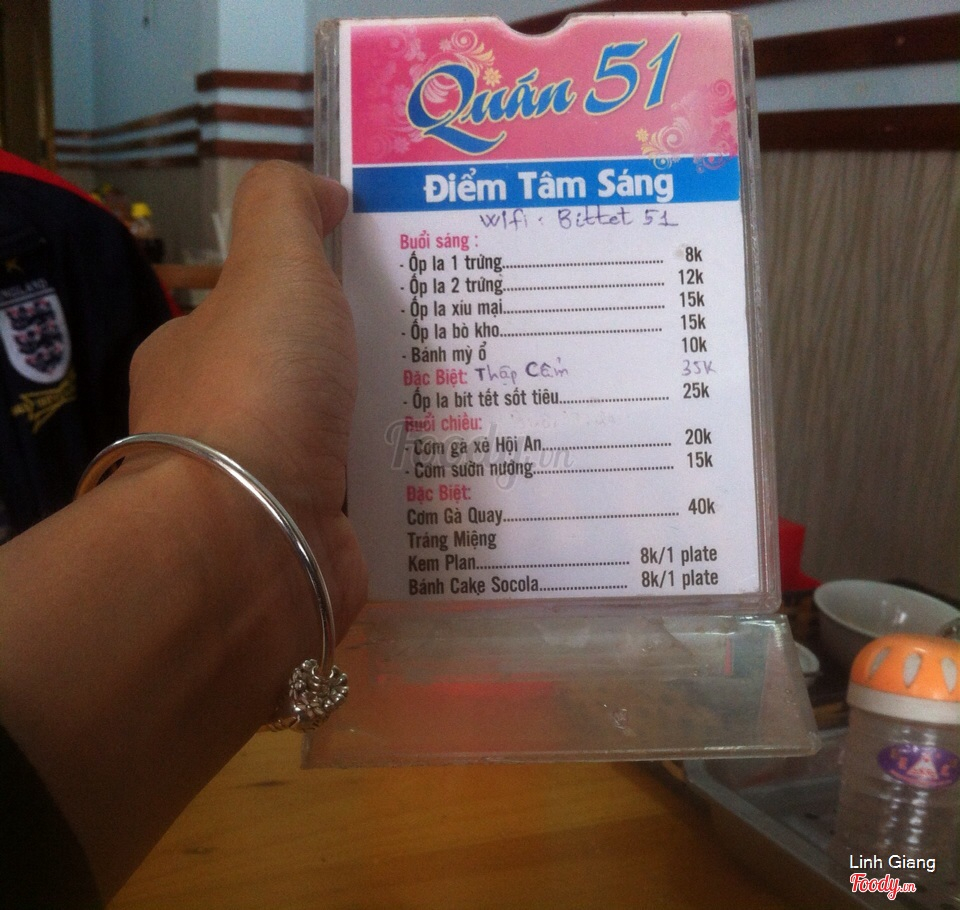 Quán 51
Điểm Tâm Sáng
Wifi : Bittet 51
Buổi sáng :
- Ốp la 1 trứng........ 8k
- Ốp la 2 trứng........ 12k
- Ốp la xíu mại........ 15k
- Ốp la bò kho........ 15k
- Bánh mỳ ổ 10k
Đặc Biệt: Thập Cẩm 35k
- Ốp la bít tết sốt tiêu........ 25k
Buổi chiều:
- Cơm gà xé Hội An........ 20k
- Cơm sườn nướng........ 15k
Đặc Biệt:
Cơm Gà Quay........ 40k
Tráng Miệng
Kem Plan........ 8k/1 plate
Bánh Cake Socola........ 8k/1 plate
Foody.vn
ENGLAND
Linh Giang
Foody.vn